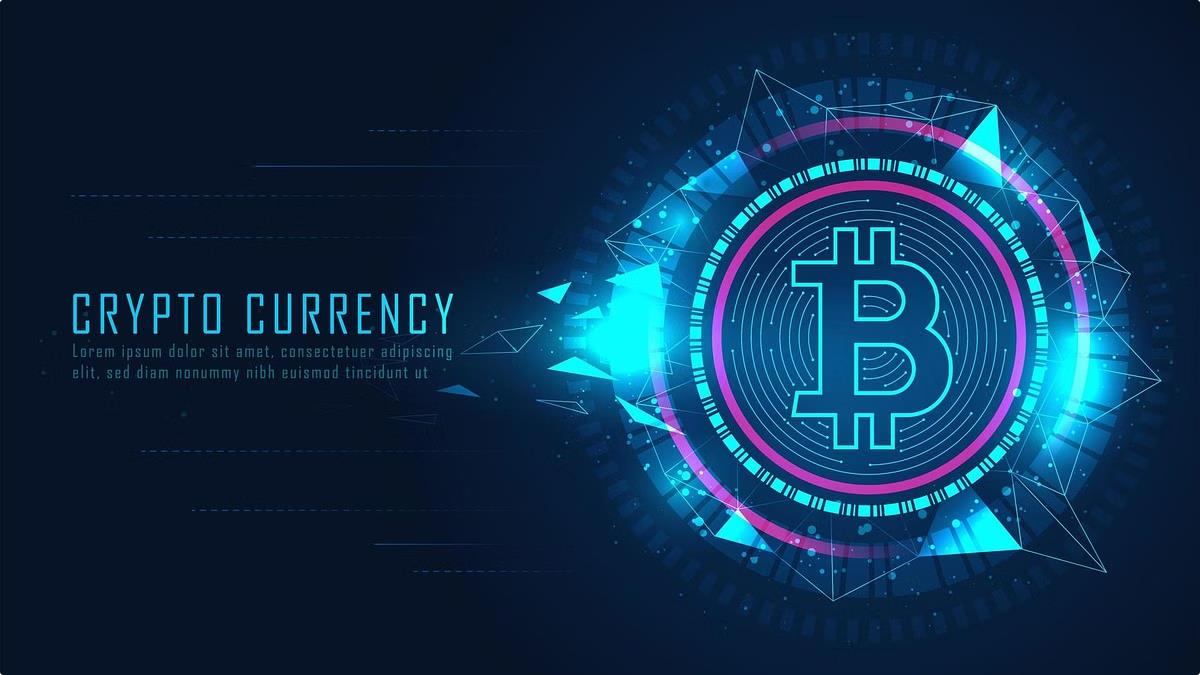 CRYPTO CURRENCY
Lorem ipsum dolor sit amet, consectetuer adipiscing
elit, sed diam nonummy nibh euismod tincidunt ut